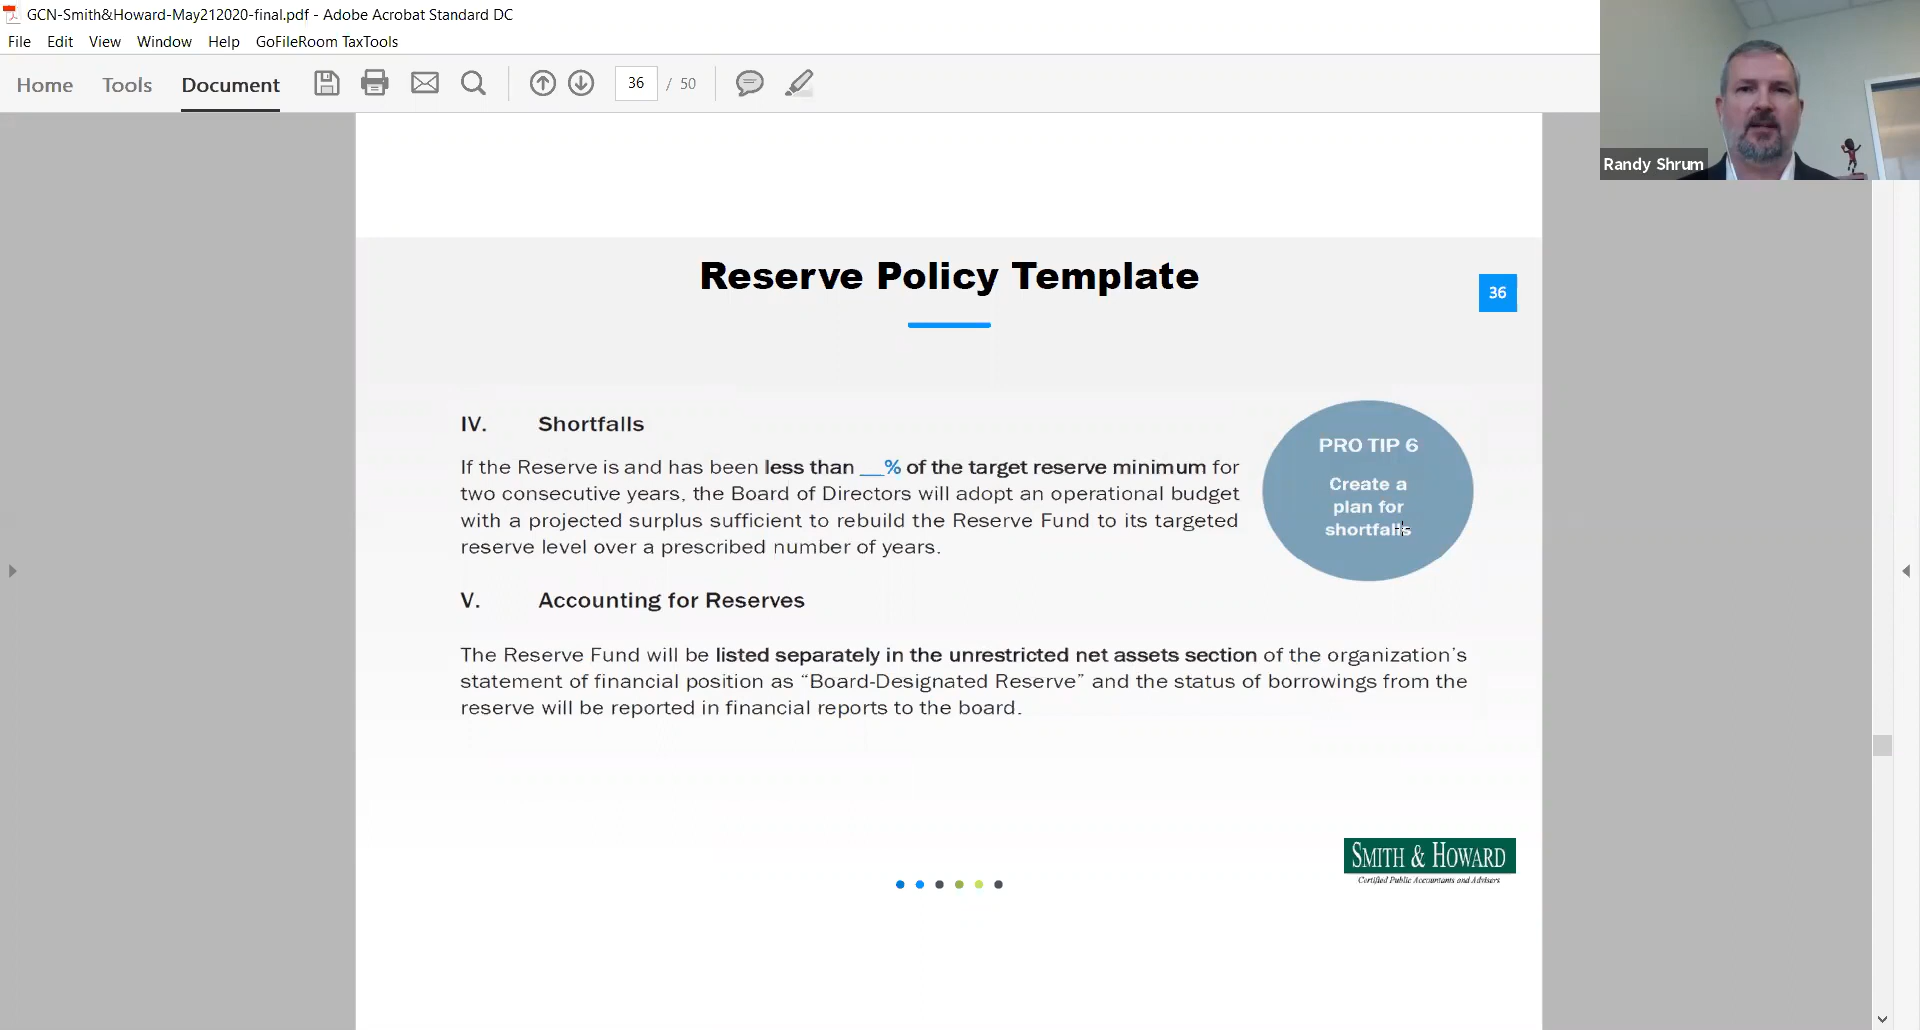 GCN-Smith&Howard-May212020-final.pdf - Adobe Acrobat Standard DC
File Edit View Window Help GoFileRoom TaxTools
Home Tools Document 36 / 50
Randy Shrum
Reserve Policy Template
36
IV. Shortfalls
If the Reserve is and has been less than __% of the target reserve minimum for
two consecutive years, the Board of Directors will adopt an operational budget
with a projected surplus sufficient to rebuild the Reserve Fund to its targeted
reserve level over a prescribed number of years.
PRO TIP 6
Create a
plan for
shortfalls
V. Accounting for Reserves
The Reserve Fund will be listed separately in the unrestricted net assets section of the organization's
statement of financial position as “Board-Designated Reserve” and the status of borrowings from the
reserve will be reported in financial reports to the board.
SMITH & HOWARD
Certified Public Accountants and Advisers